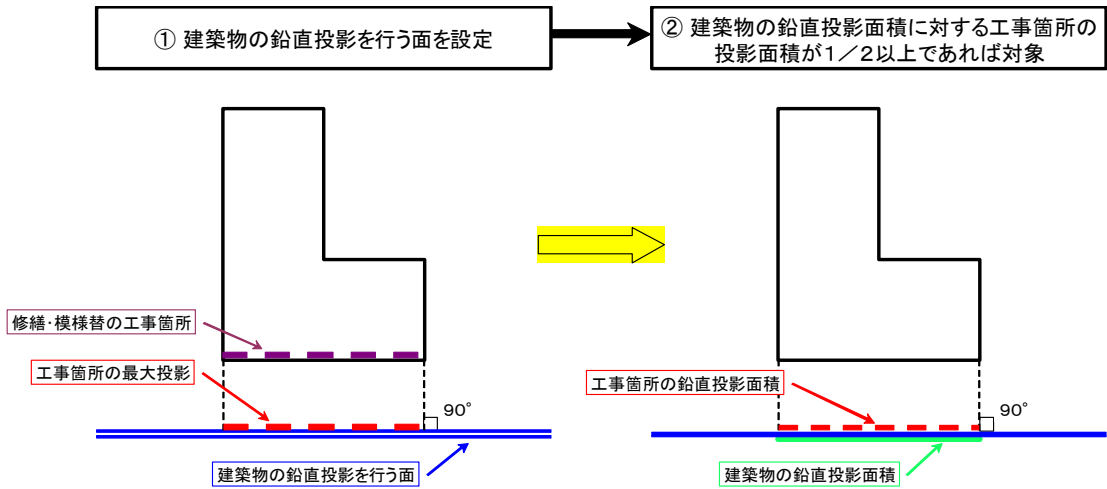 ① 建築物の鉛直投影を行う面を設定
② 建築物の鉛直投影面積に対する工事箇所の
投影面積が1／2以上であれば対象
修繕・模様替の工事箇所
工事箇所の最大投影
90°
建築物の鉛直投影を行う面
工事箇所の鉛直投影面積
90°
建築物の鉛直投影面積